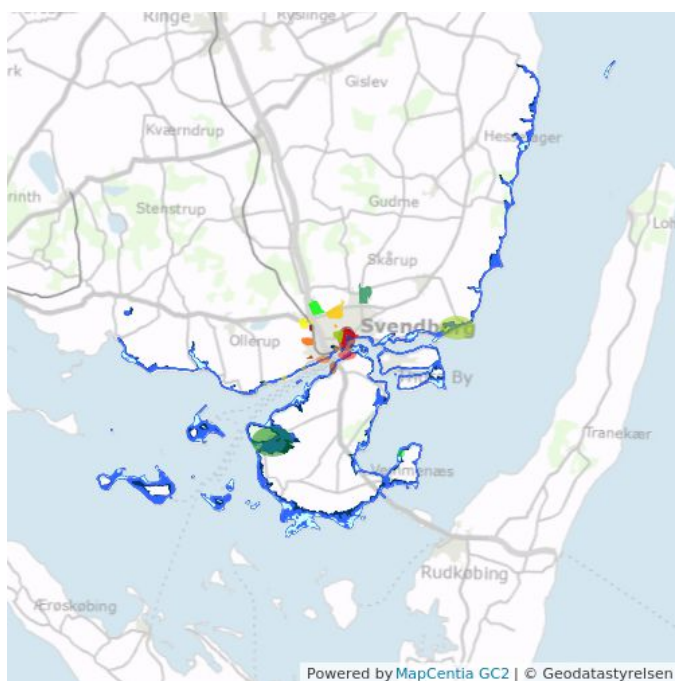 Ringe
Ryslinge
Gislev
Kværndrup
Hesselager
Gudme
Stenstrup
Skårup
Svendborg
Ollerup
By
Tranekær
Vemmenæs
Rudkøbing
Ærøskøbing
Powered by MapCentia GC2 | © Geodatastyrelsen